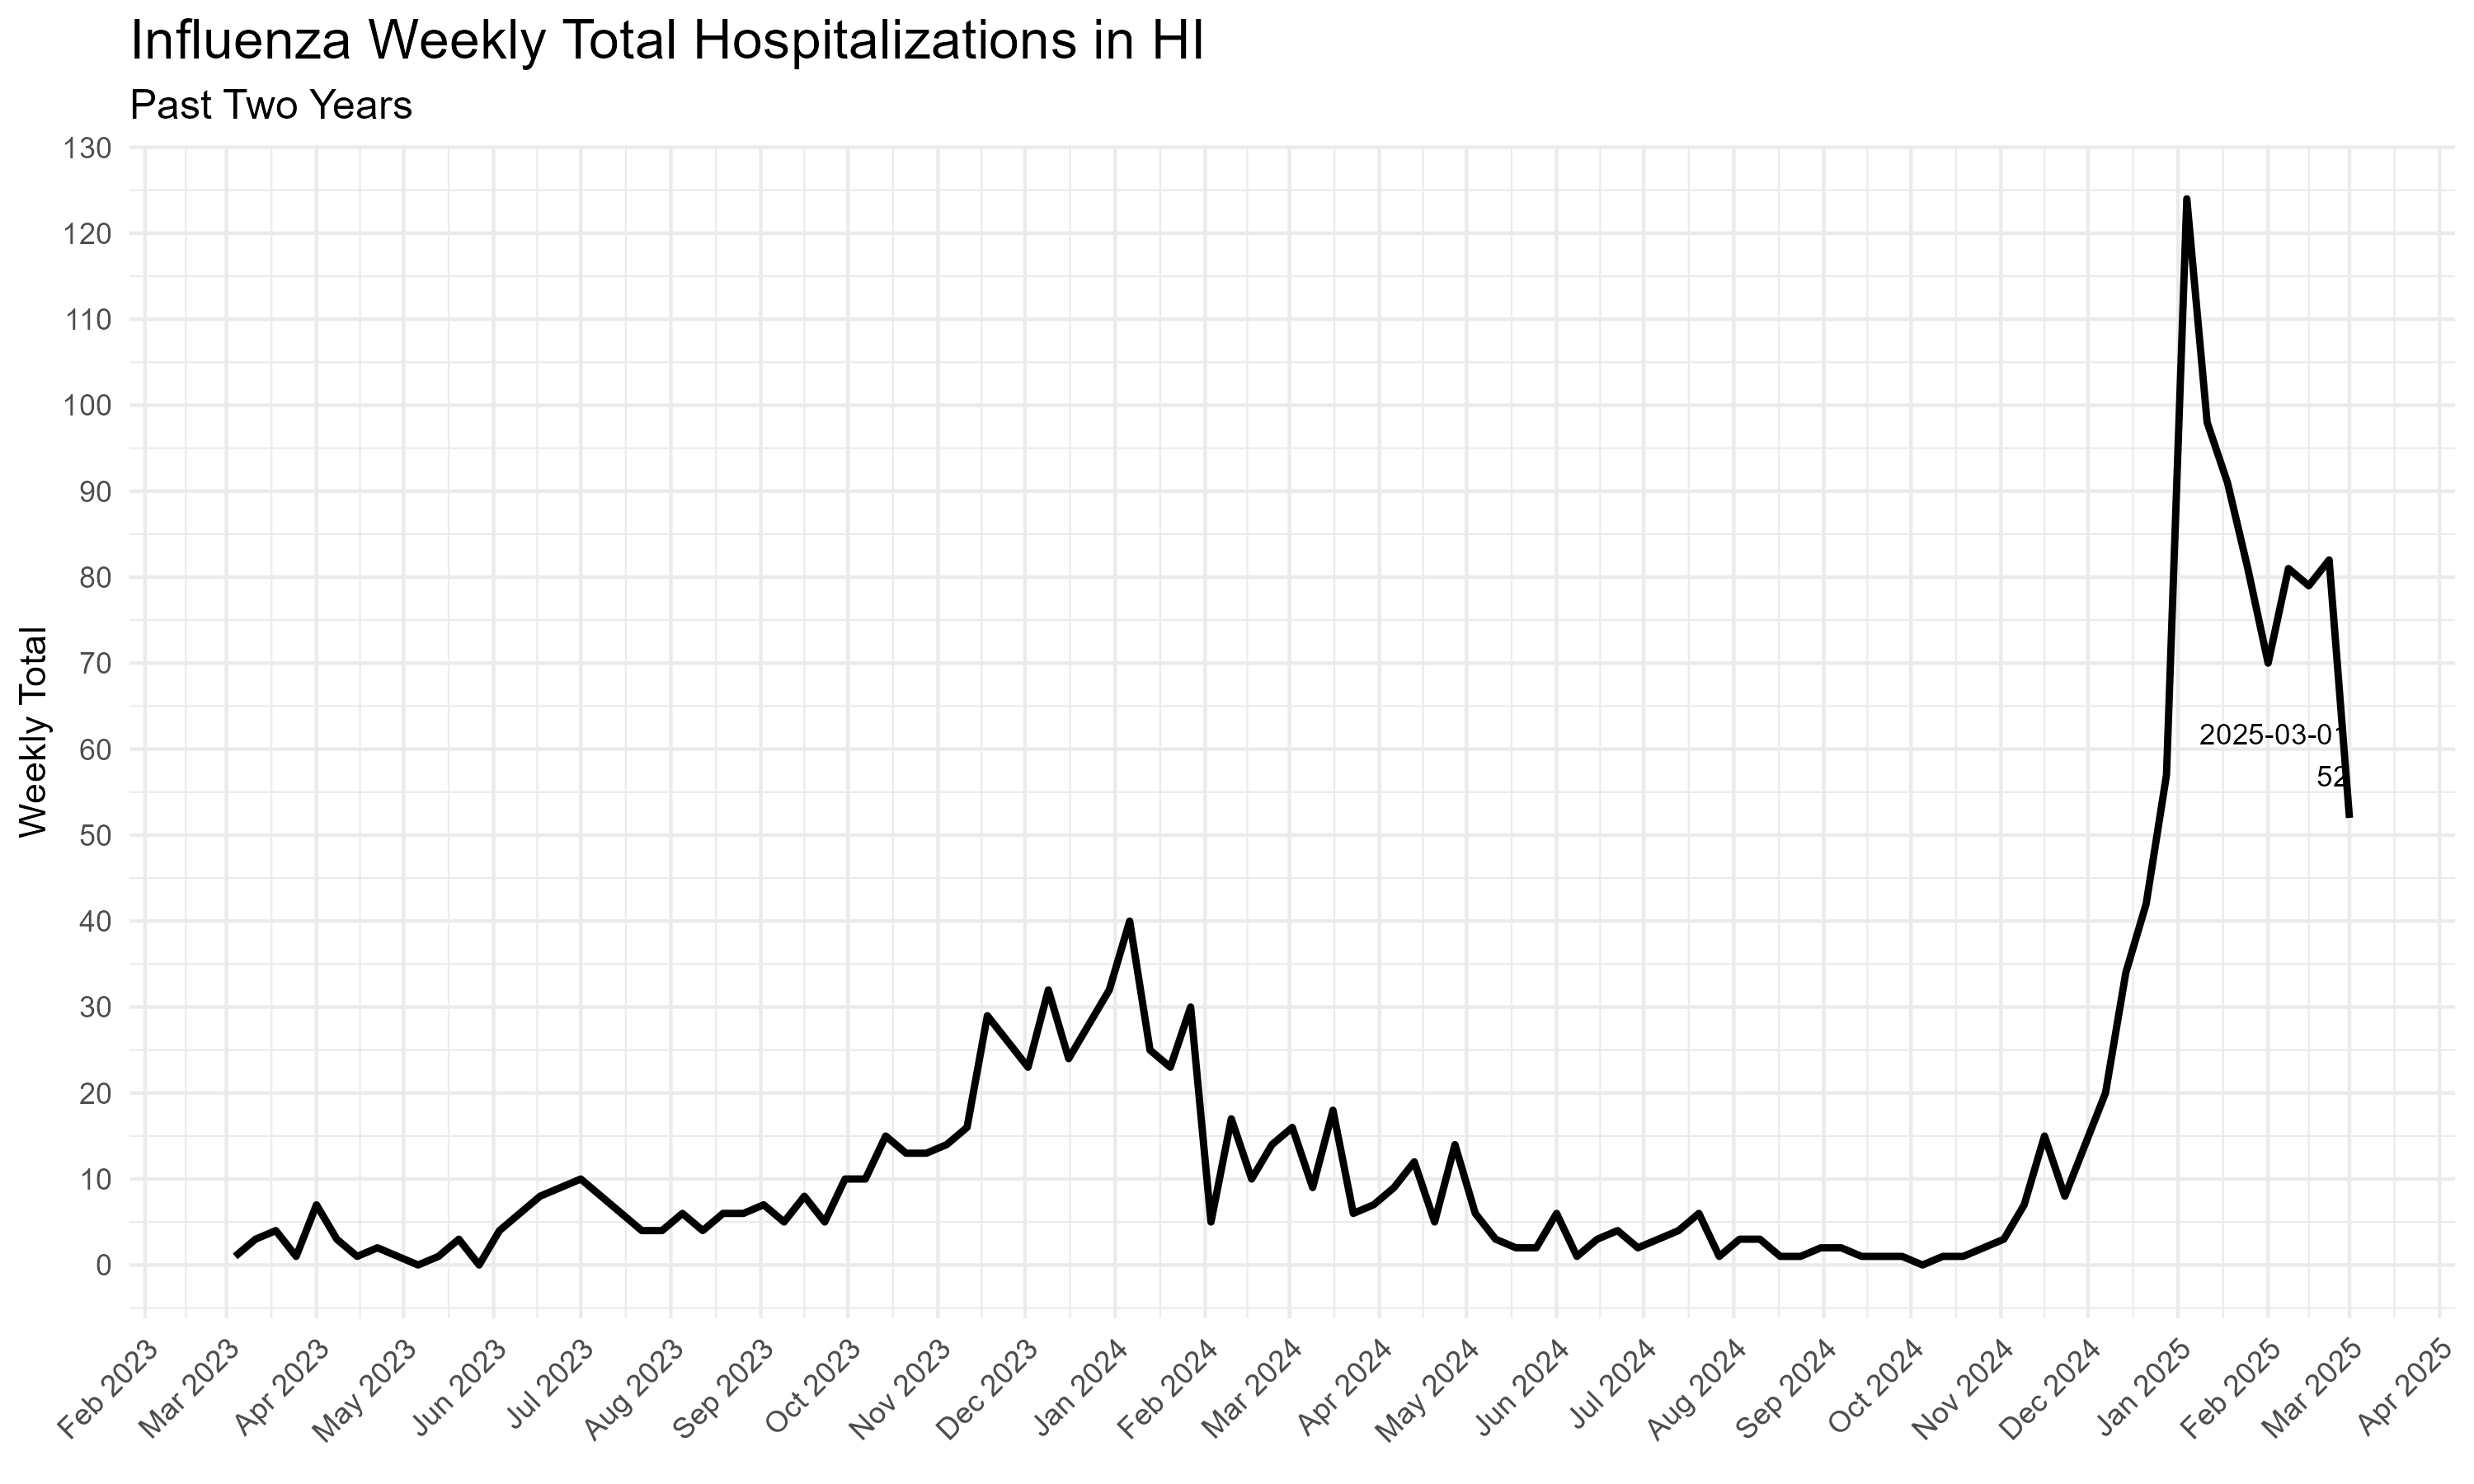 Influenza Weekly Total Hospitalizations in HI
Past Two Years
130
120
110
100
90
80
70
60
50
40
30
20
10
0
Weekly Total
2025-03-01
52
Feb 2023
Mar 2023
Apr 2023
May 2023
Jun 2023
Jul 2023
Aug 2023
Sep 2023
Oct 2023
Nov 2023
Dec 2023
Jan 2024
Feb 2024
Mar 2024
Apr 2024
May 2024
Jun 2024
Jul 2024
Aug 2024
Sep 2024
Oct 2024
Nov 2024
Dec 2024
Jan 2025
Feb 2025
Mar 2025
Apr 2025